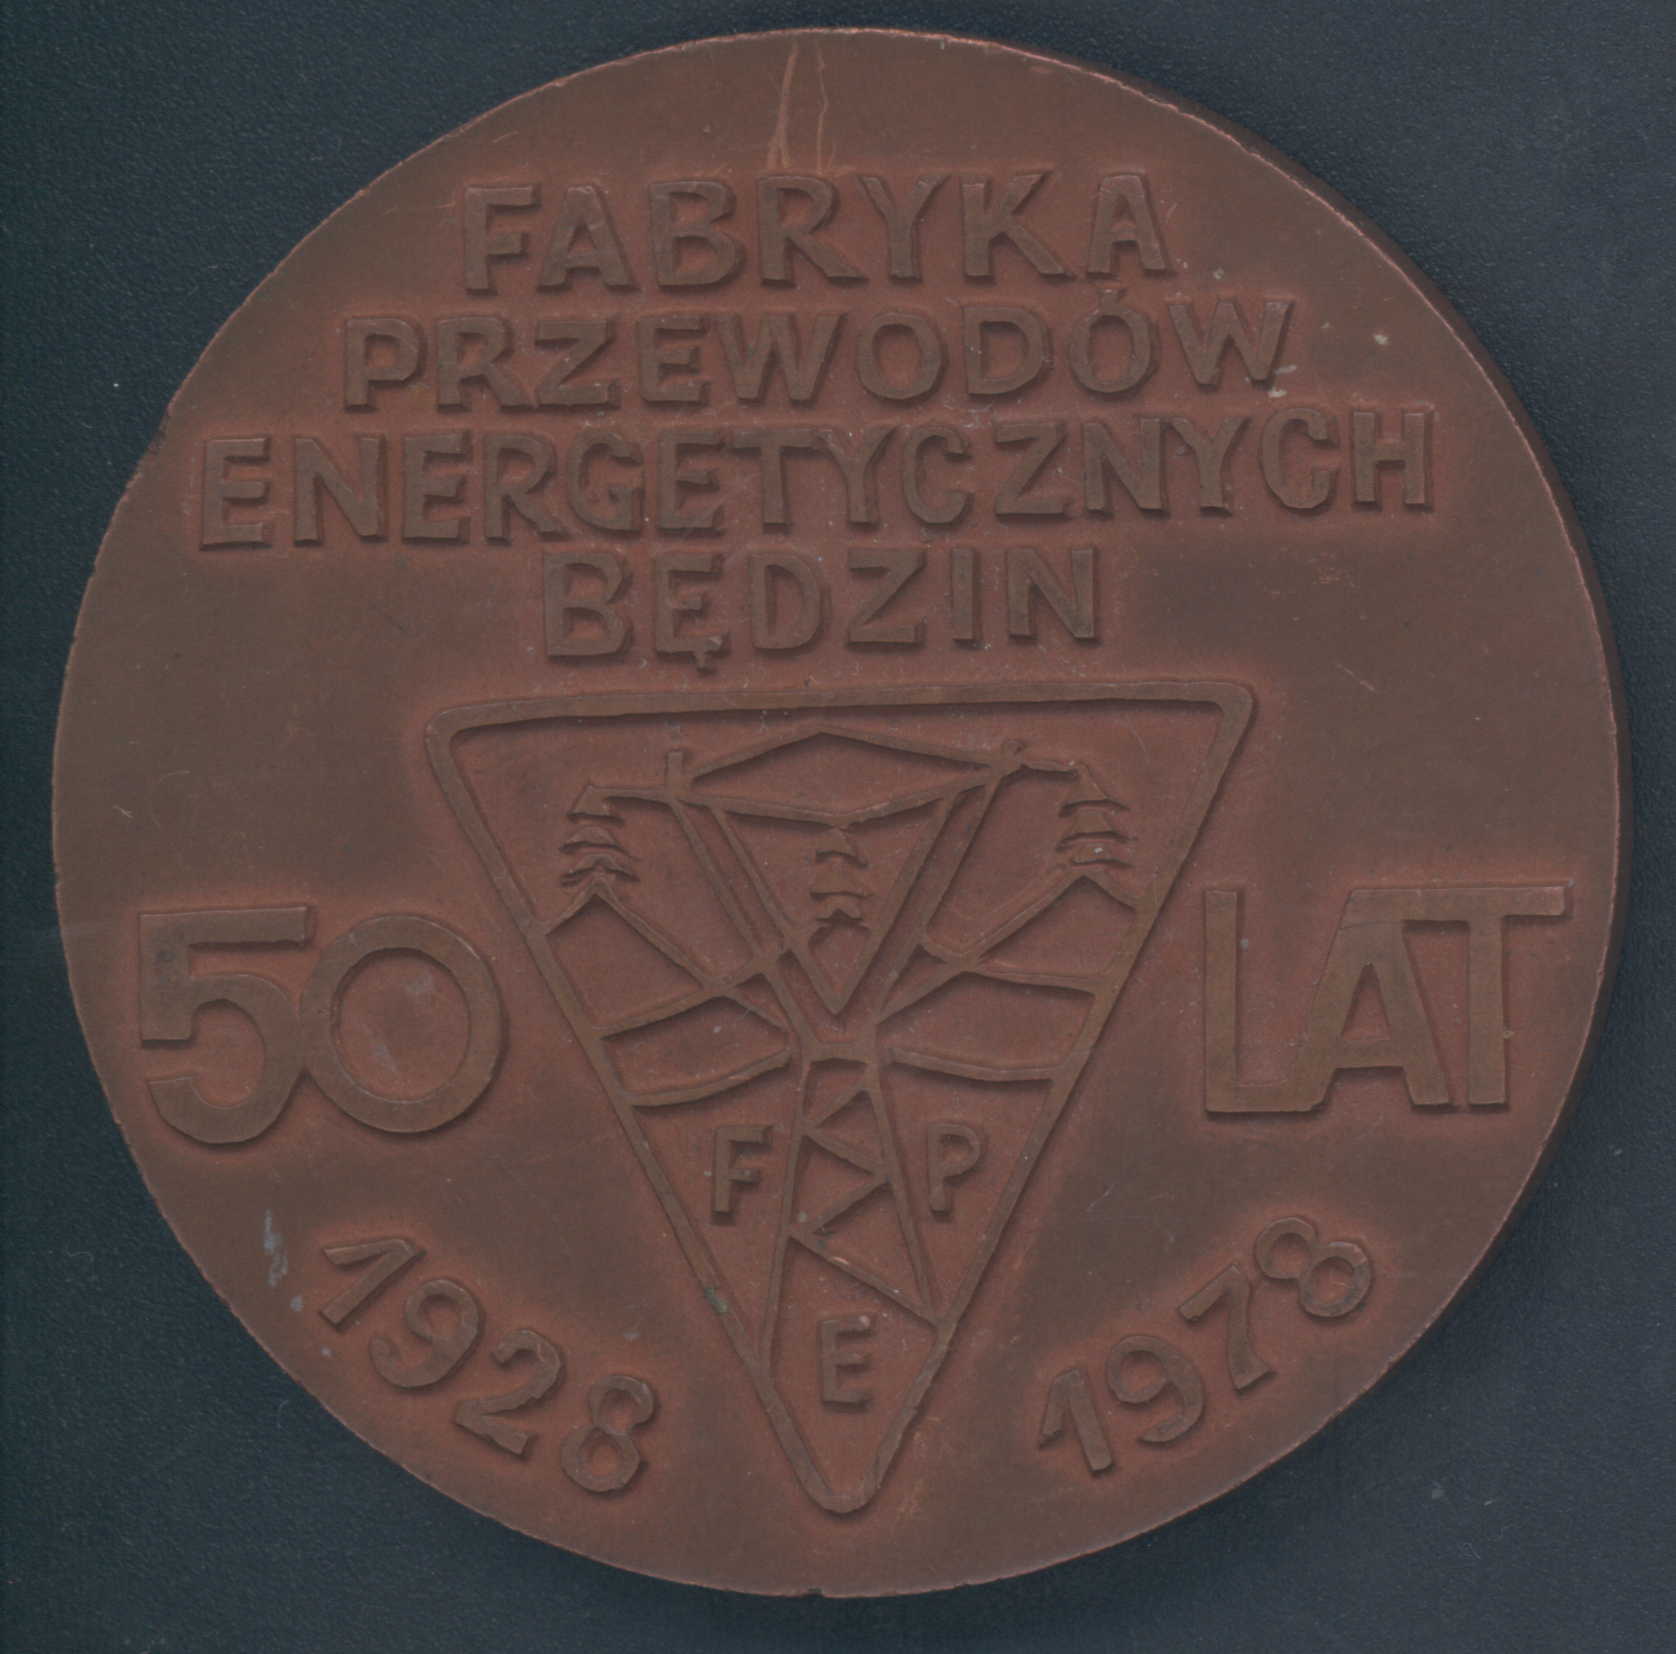 FABRYKA
PRZEWODÓW
ENERGETYCZNYCH
BĘDZIN
50 LAT
F P
E
1928 1978